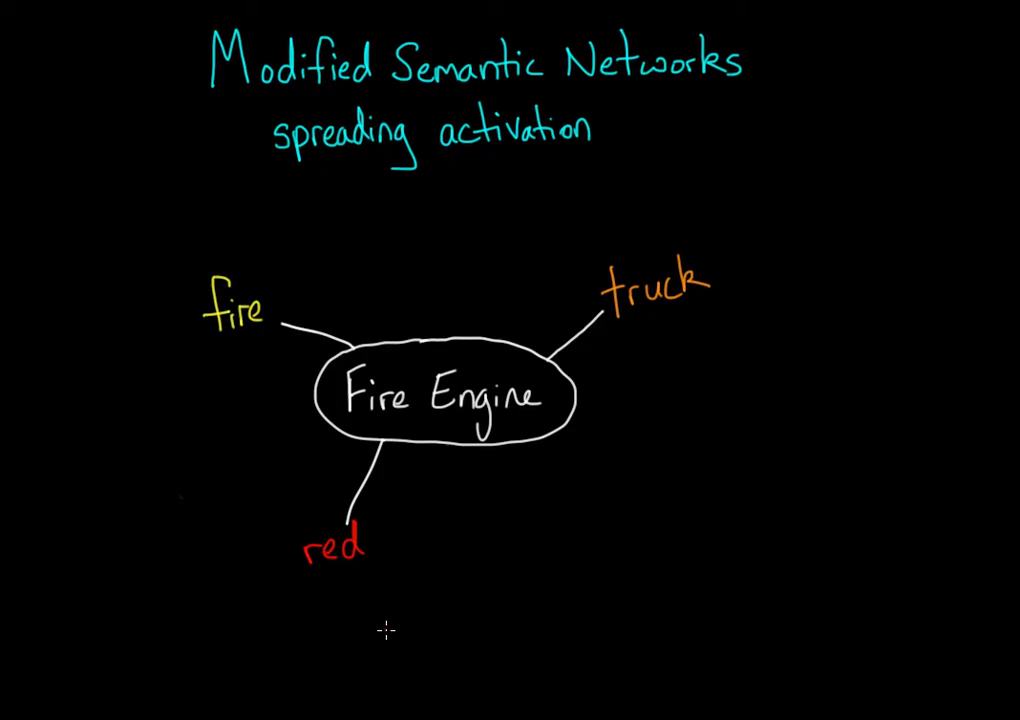 Modified Semantic Networks
spreading activation
truck
fire
Fire Engine
red